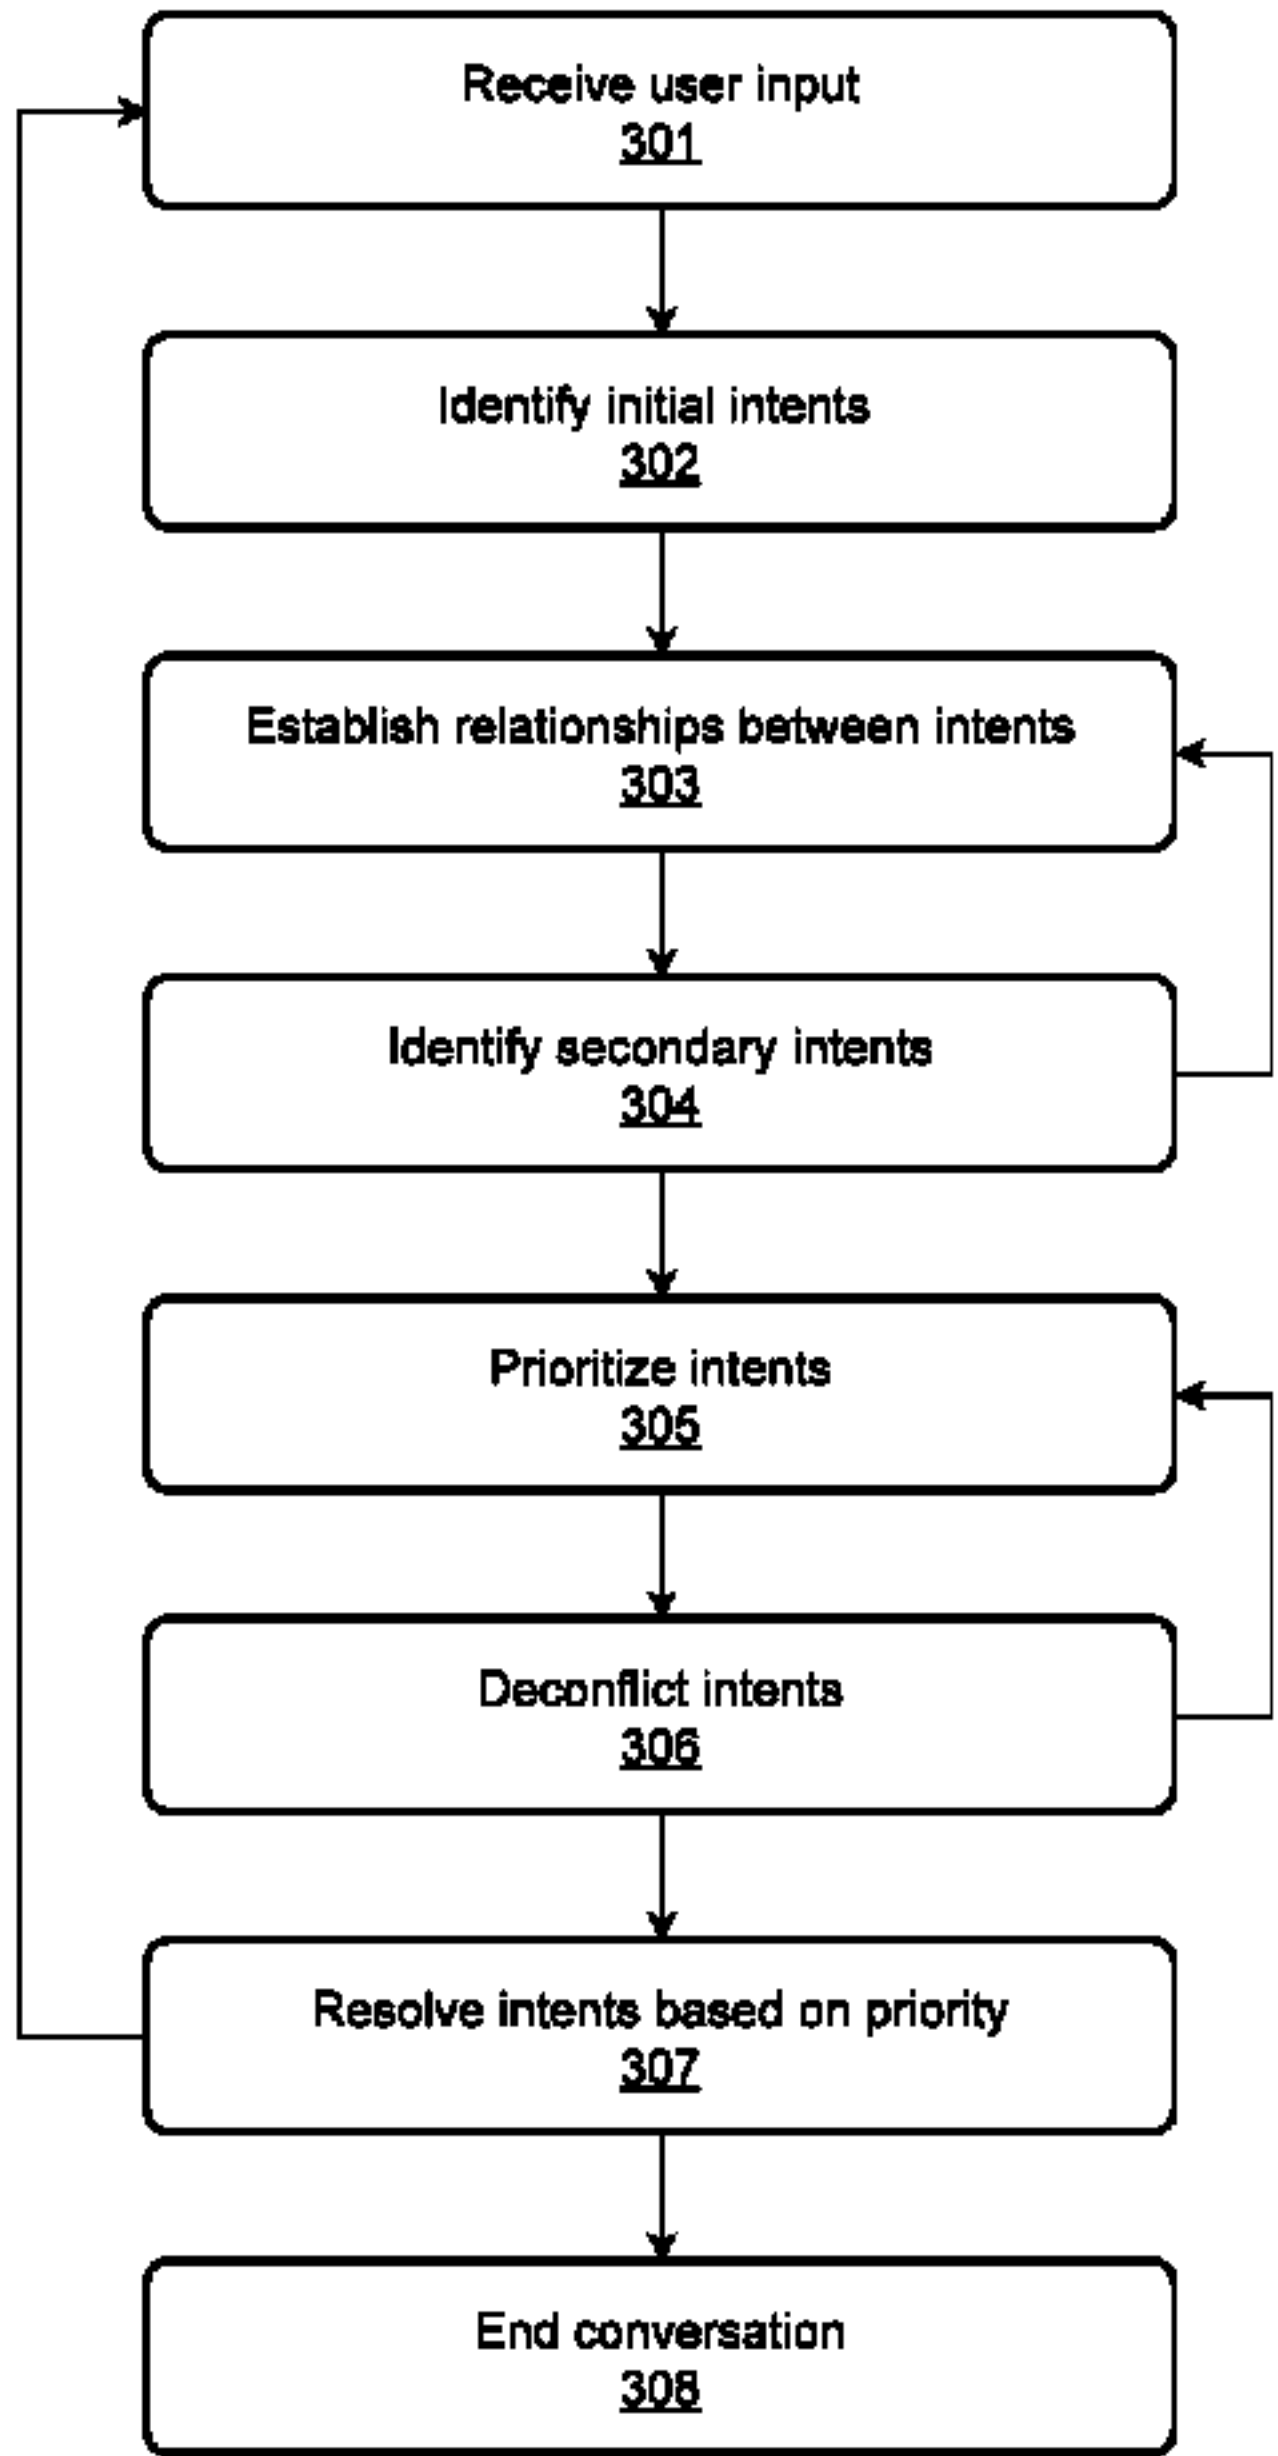 Receive user input
301
Identify initial intents
302
Establish relationships between intents
303
Identify secondary intents
304
Prioritize intents
305
Deconflict intents
306
Resolve intents based on priority
307
End conversation
308